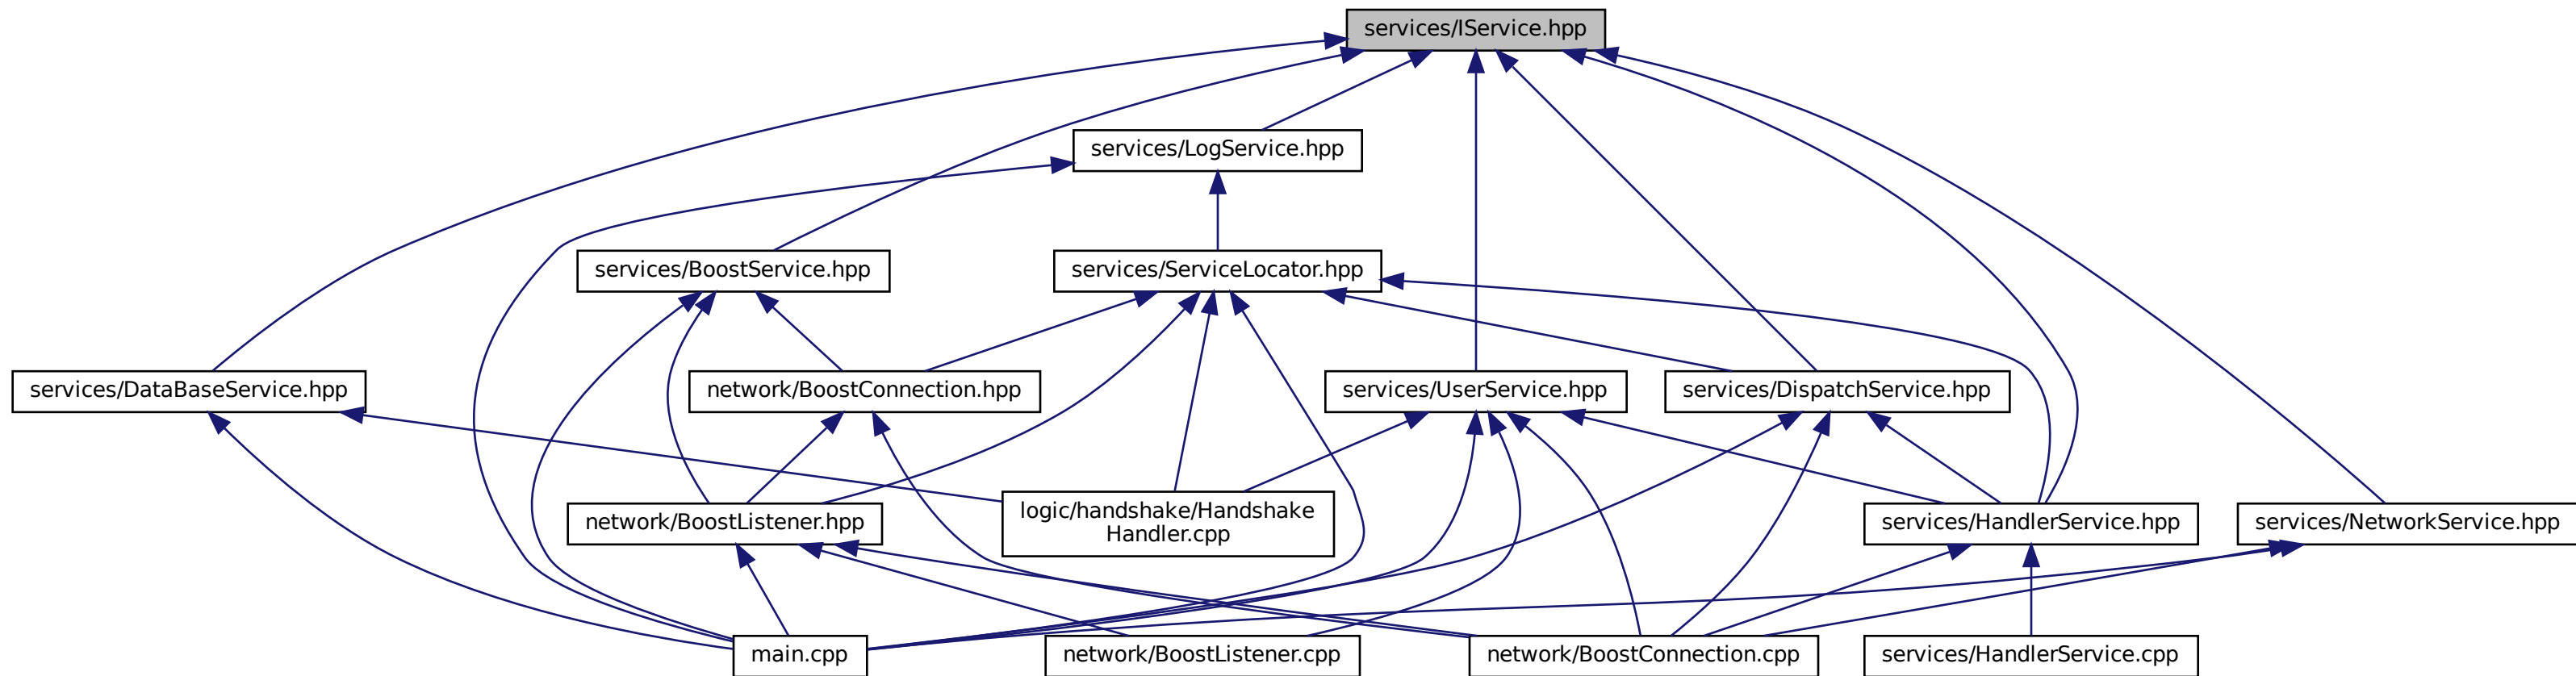 services/IService.hpp
services/LogService.hpp
services/BoostService.hpp
services/ServiceLocator.hpp
services/DataBaseService.hpp
network/BoostConnection.hpp
services/UserService.hpp
services/DispatchService.hpp
network/BoostListener.hpp
logic/handshake/Handshake
Handler.cpp
services/HandlerService.hpp
services/NetworkService.hpp
main.cpp
network/BoostListener.cpp
network/BoostConnection.cpp
services/HandlerService.cpp